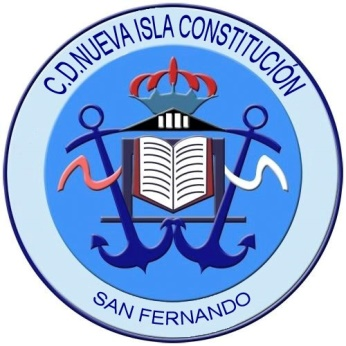 C.D.NUEVA ISLA CONSTITUCIÓN
SAN FERNANDO